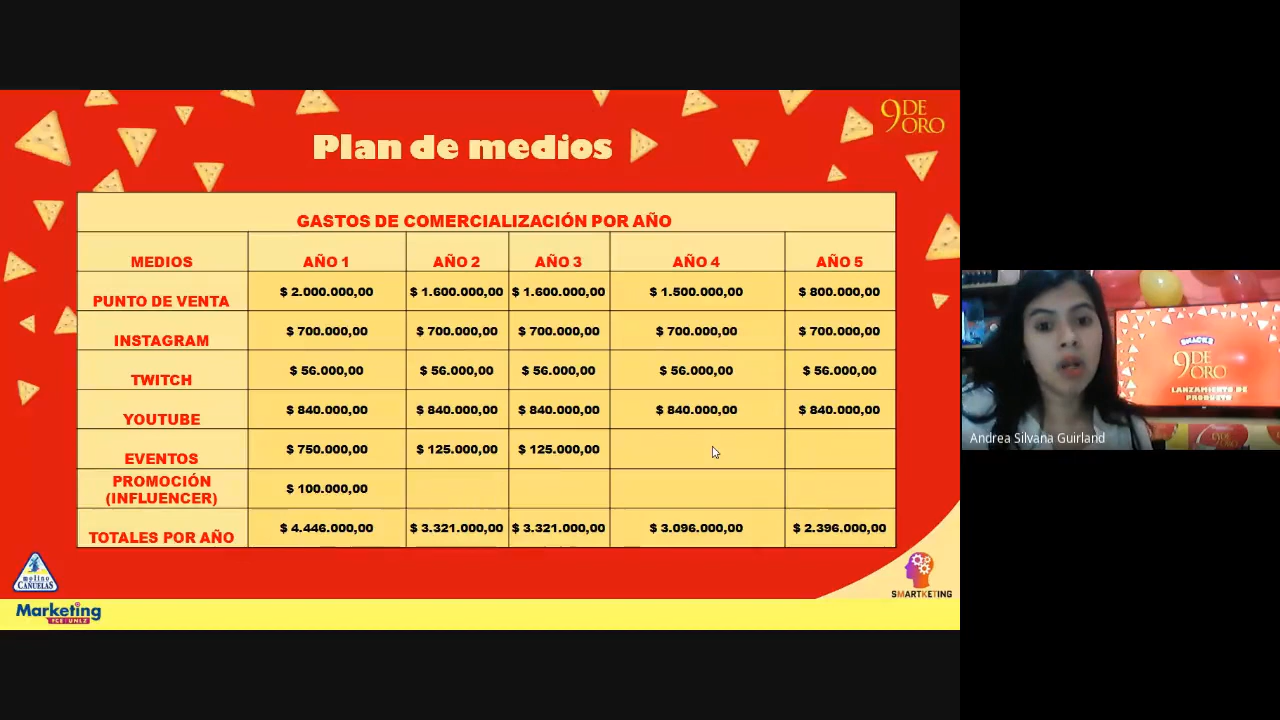 9 DE
ORO
Plan de medios
GASTOS DE COMERCIALIZACIÓN POR AÑO
MEDIOS AÑO 1 AÑO 2 AÑO 3 AÑO 4 AÑO 5
PUNTO DE VENTA $ 2.000.000,00 $ 1.600.000,00 $ 1.600.000,00 $ 1.500.000,00 $ 800.000,00
INSTAGRAM $ 700.000,00 $ 700.000,00 $ 700.000,00 $ 700.000,00 $ 700.000,00
TWITCH $ 56.000,00 $ 56.000,00 $ 56.000,00 $ 56.000,00 $ 56.000,00
YOUTUBE $ 840.000,00 $ 840.000,00 $ 840.000,00 $ 840.000,00 $ 840.000,00
EVENTOS $ 750.000,00 $ 125.000,00 $ 125.000,00
PROMOCIÓN
(INFLUENCER) $ 100.000,00
TOTALES POR AÑO $ 4.446.000,00 $ 3.321.000,00 $ 3.321.000,00 $ 3.096.000,00 $ 2.396.000,00
molino
CAÑUELAS
Marketing
FCE UNLZ
SMARTKETING
SNACKS
9 DE
ORO
LANZAMIENTO DE
PRODUCTO
Andrea Silvana Guirland